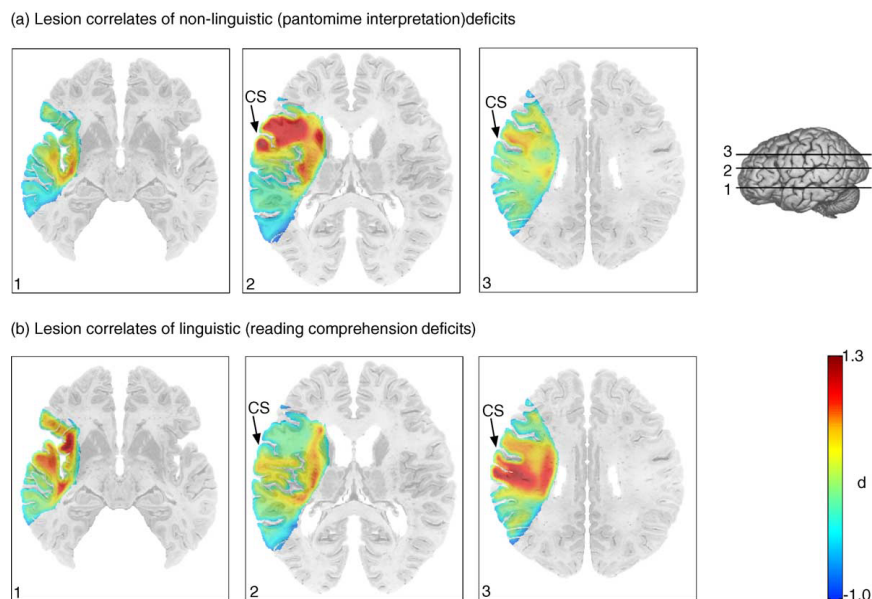 (a) Lesion correlates of non-linguistic (pantomime interpretation)deficits
CS
CS
1
2
3
3
2
1
(b) Lesion correlates of linguistic (reading comprehension deficits)
CS
CS
1
2
3
1.3
d
-1.0